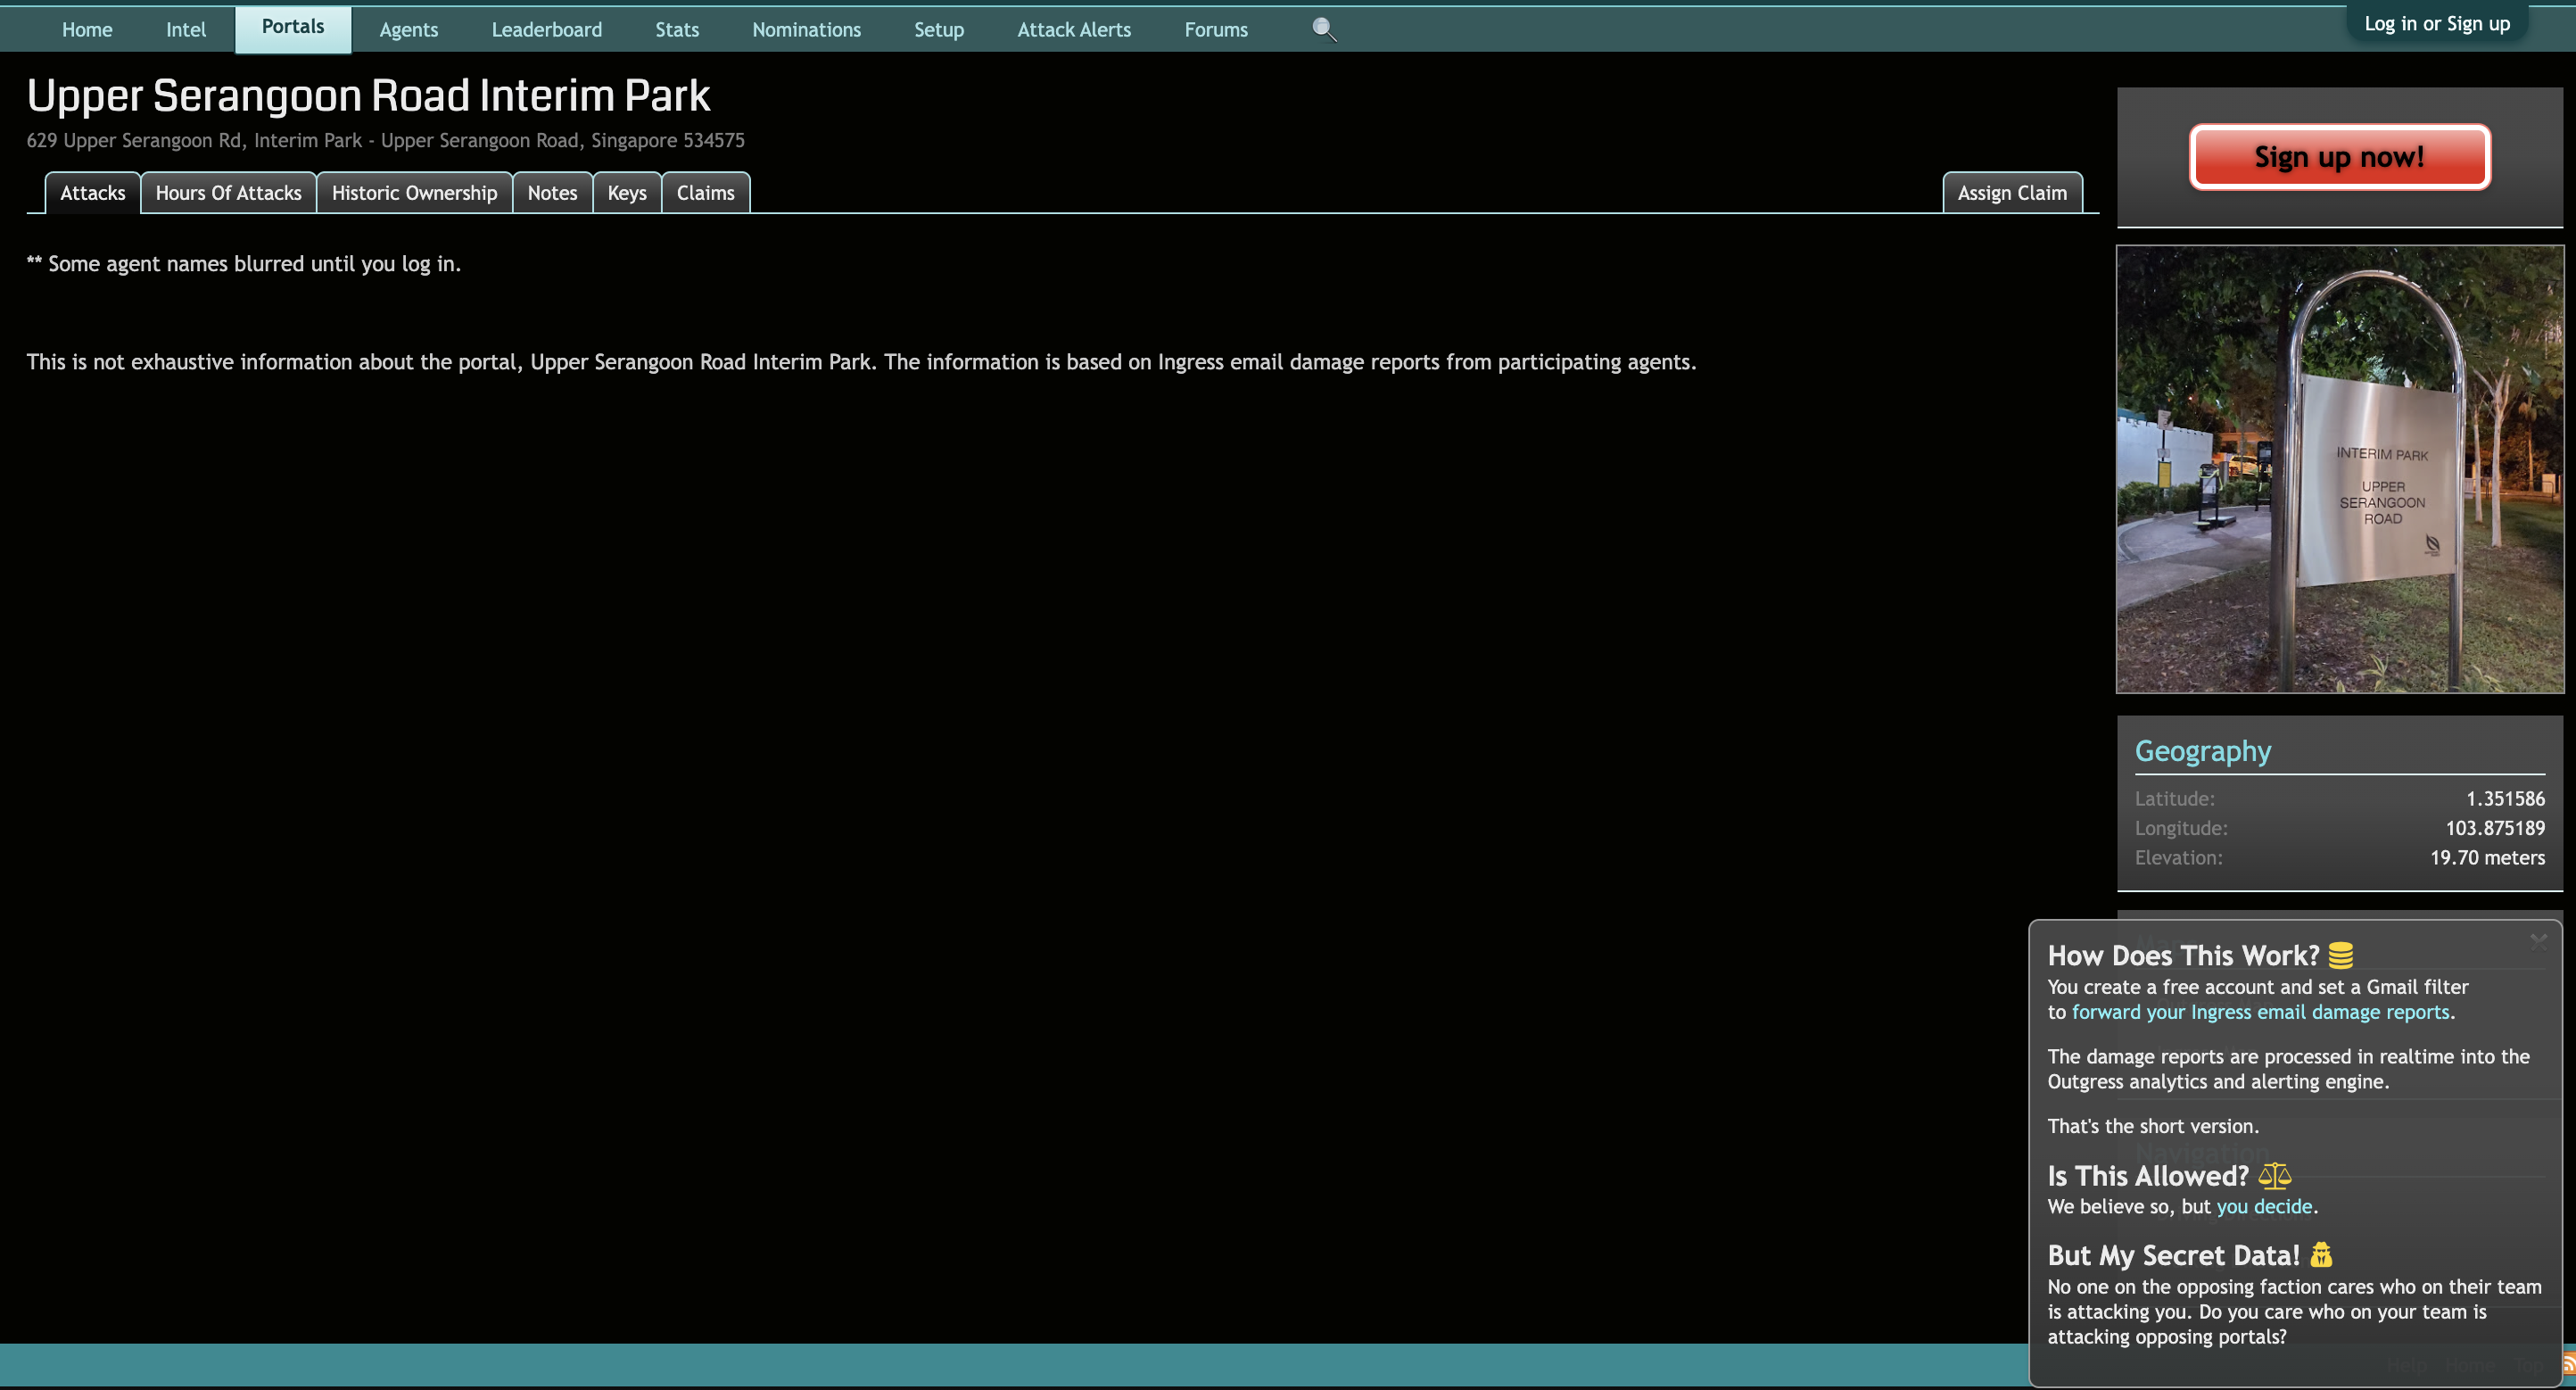 Home Intel Portals Agents Leaderboard Stats Nominations Setup Attack Alerts Forums Log in or Sign up
Upper Serangoon Road Interim Park
629 Upper Serangoon Rd, Interim Park - Upper Serangoon Road, Singapore 534575
Attacks Hours Of Attacks Historic Ownership Notes Keys Claims Assign Claim
** Some agent names blurred until you log in.
This is not exhaustive information about the portal, Upper Serangoon Road Interim Park. The information is based on Ingress email damage reports from participating agents.
Sign up now!
INTERIM PARK
UPPER
SERANGOON
ROAD
Geography
Latitude: 1.351586
Longitude: 103.875189
Elevation: 19.70 meters
How Does This Work?
You create a free account and set a Gmail filter
to forward your Ingress email damage reports.
The damage reports are processed in realtime into the
Outgress analytics and alerting engine.
That's the short version.
Navigation
Is This Allowed?
We believe so, but you decide.
But My Secret Data!
No one on the opposing faction cares who on their team
is attacking you. Do you care who on your team is
attacking opposing portals?
Help Home Top